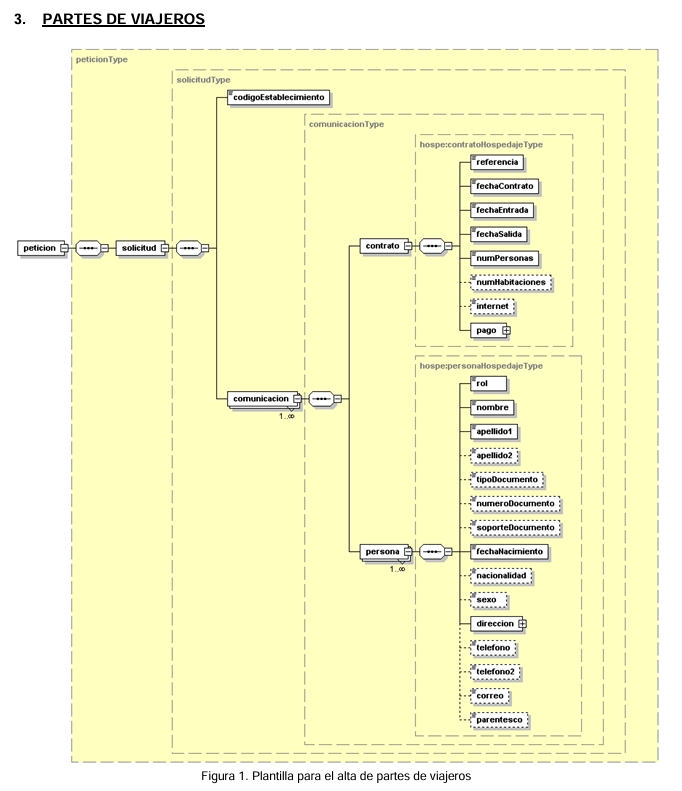 3. PARTES DE VIAJEROS
peticionType
solicitudType
codigoEstablecimiento
comunicacionType
hospe:contratoHospedajeType
referencia
fechaContrato
fechaEntrada
fechaSalida
peticion
solicitud
contrato
numPersonas
numHabitaciones
internet
pago
hospe:personaHospedajeType
rol
comunicacion
1..∞
nombre
apellido1
apellido2
tipoDocumento
numeroDocumento
soporteDocumento
persona
1..∞
fechaNacimiento
nacionalidad
sexo
direccion
telefono
telefono2
correo
parentesco
Figura 1. Plantilla para el alta de partes de viajeros